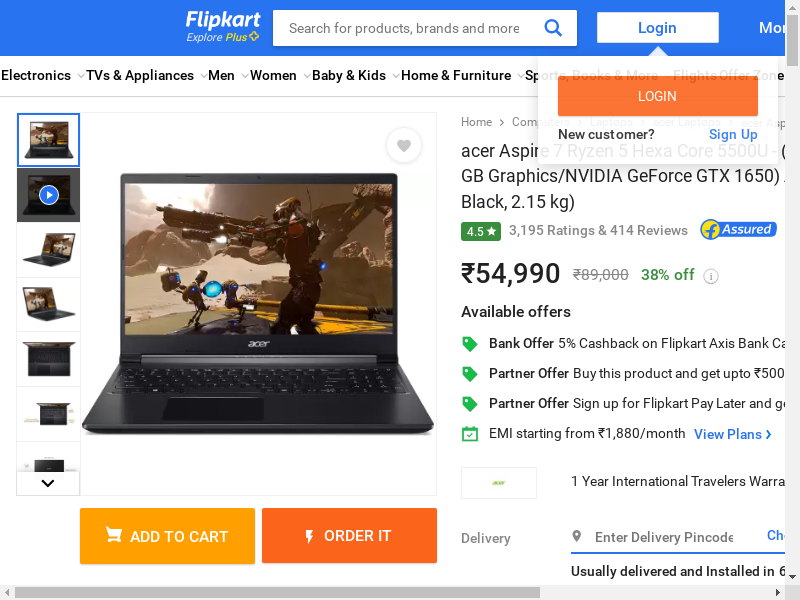 Flipkart
Explore Plus
Search for products, brands and more
Login
Mor
Electronics
TVs & Appliances
Men
Women
Baby & Kids
Home & Furniture
Sports, Books & More
Flights
Offer Zone
LOGIN
New customer?
Sign Up
Home
Computers
Laptops
acer Laptops
acer Asp
acer Aspire 7 Ryzen 5 Hexa Core 5500U - (
GB Graphics/NVIDIA GeForce GTX 1650)
Black, 2.15 kg)
4.5
3,195 Ratings & 414 Reviews
Assured
₹54,990
₹89,000
38% off
i
Available offers
Bank Offer 5% Cashback on Flipkart Axis Bank Ca
Partner Offer Buy this product and get upto ₹500
Partner Offer Sign up for Flipkart Pay Later and ge
EMI starting from ₹1,880/month
View Plans
acer
acer
1 Year International Travelers Warra
ADD TO CART
ORDER IT
Delivery
Enter Delivery Pincode
Che
Usually delivered and Installed in 6